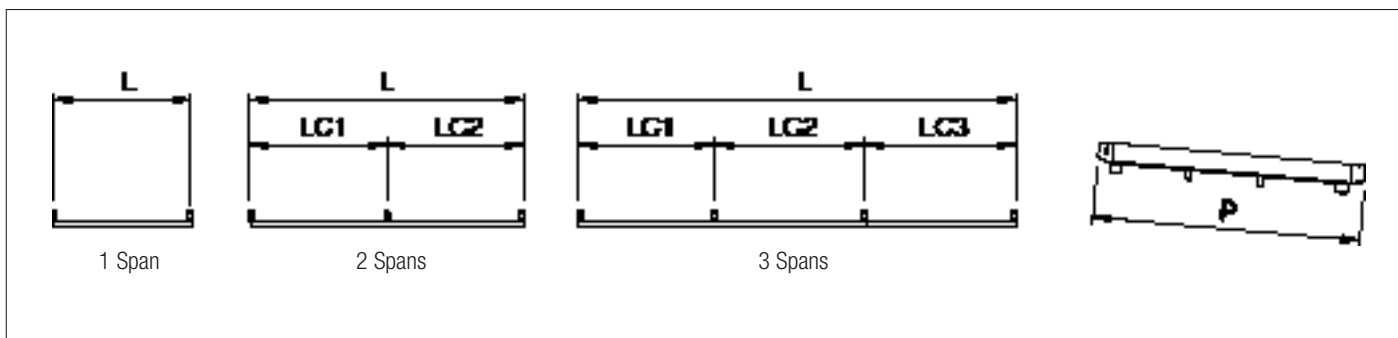 L
L
L
LC1 LC2
LC1 LC2 LC3
P
1 Span
2 Spans
3 Spans